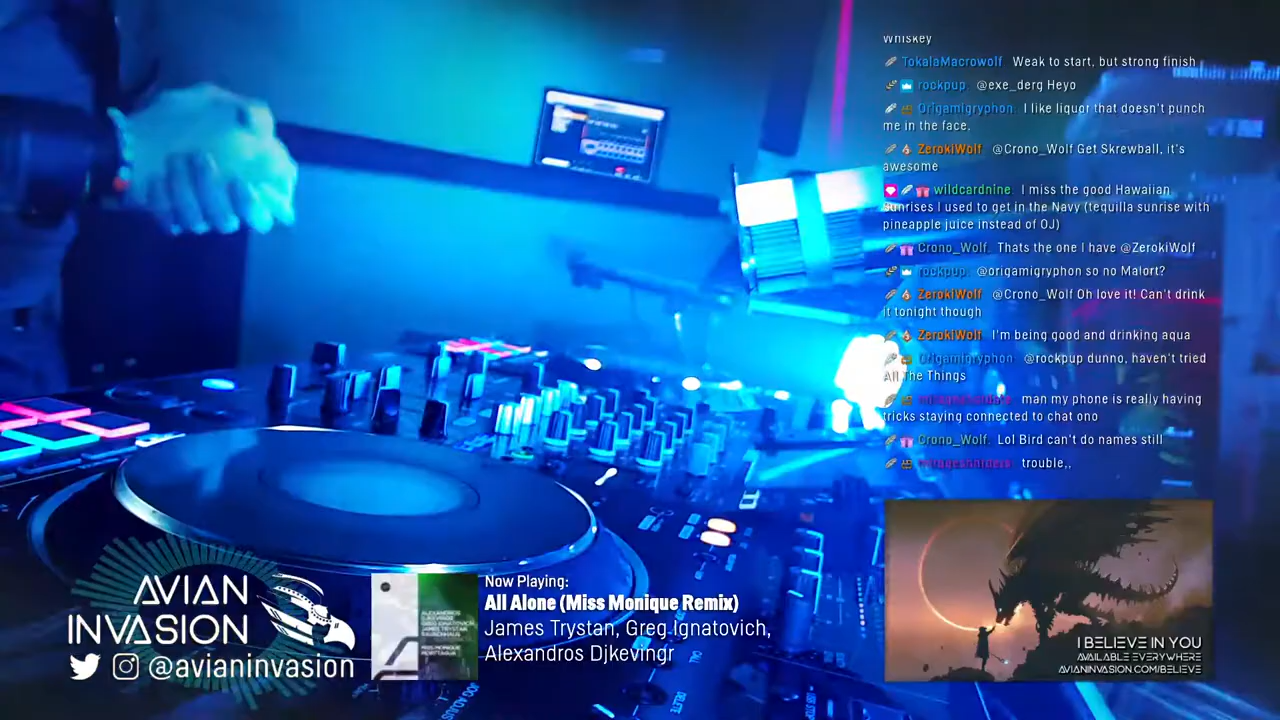 whiskey
TokalaMacrowolf: Weak to start, but strong finish
rockpup: @exe_derg Heyo
Origamigryphon: I like liquor that doesn't punch
me in the face.
ZerokiWolf: @Crono_Wolf Get Skrewball, it's
awesome
wildcardnine: I miss the good Hawaiian
Sunrises I used to get in the Navy (tequilla sunrise with
pineapple juice instead of OJ)
Crono_Wolf: Thats the one I have @ZerokiWolf
rockpup: @origamigryphon so no Malort?
ZerokiWolf: @Crono_Wolf Oh love it! Can't drink
it tonight though
ZerokiWolf: I'm being good and drinking aqua
Origamigryphon: @rockpup dunno, haven't tried
All The Things
man my phone is really having
tricks staying connected to chat ono
Crono_Wolf: Lol Bird can't do names still
trouble,,
AVIAN
INVASION
@avianinvasion
Now Playing:
All Alone (Miss Monique Remix)
James Trystan, Greg Ignatovich,
Alexandros Djkevingr
I BELIEVE IN YOU
AVAILABLE EVERYWHERE
AVIANINVASION.COM/BELIEVE
DELETE